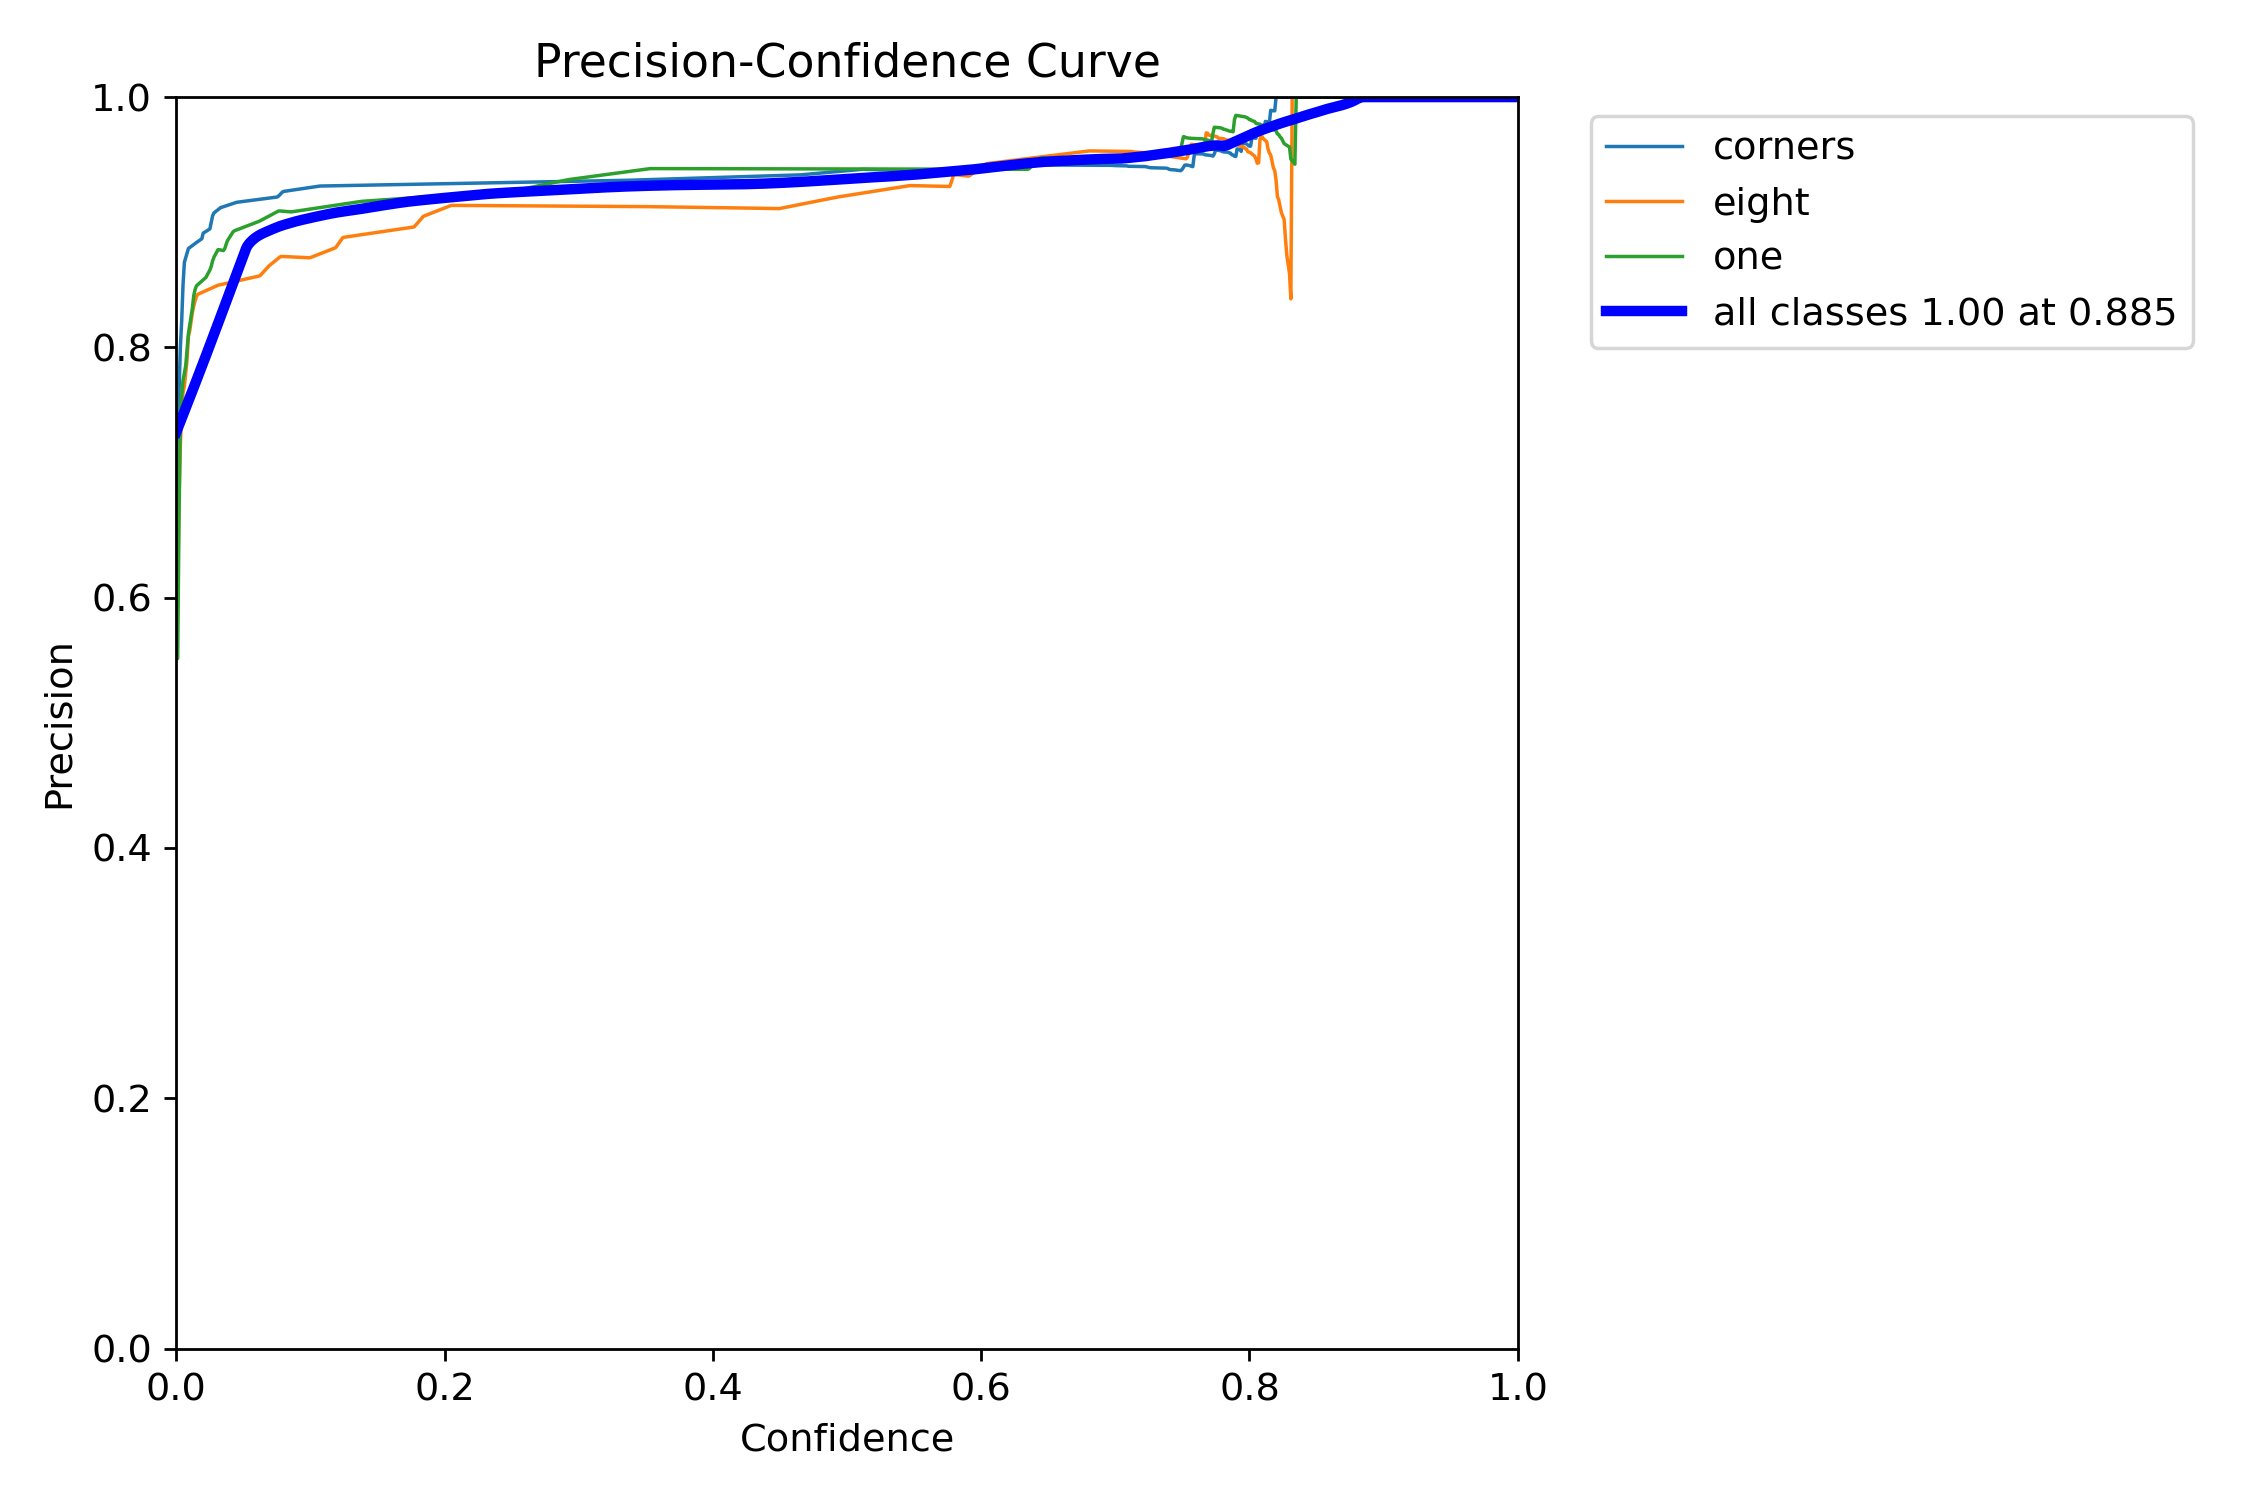 Precision-Confidence Curve
1.0
0.8
0.6
0.4
0.2
0.0
Precision
0.0 0.2 0.4 0.6 0.8 1.0
Confidence
corners
eight
one
all classes 1.00 at 0.885